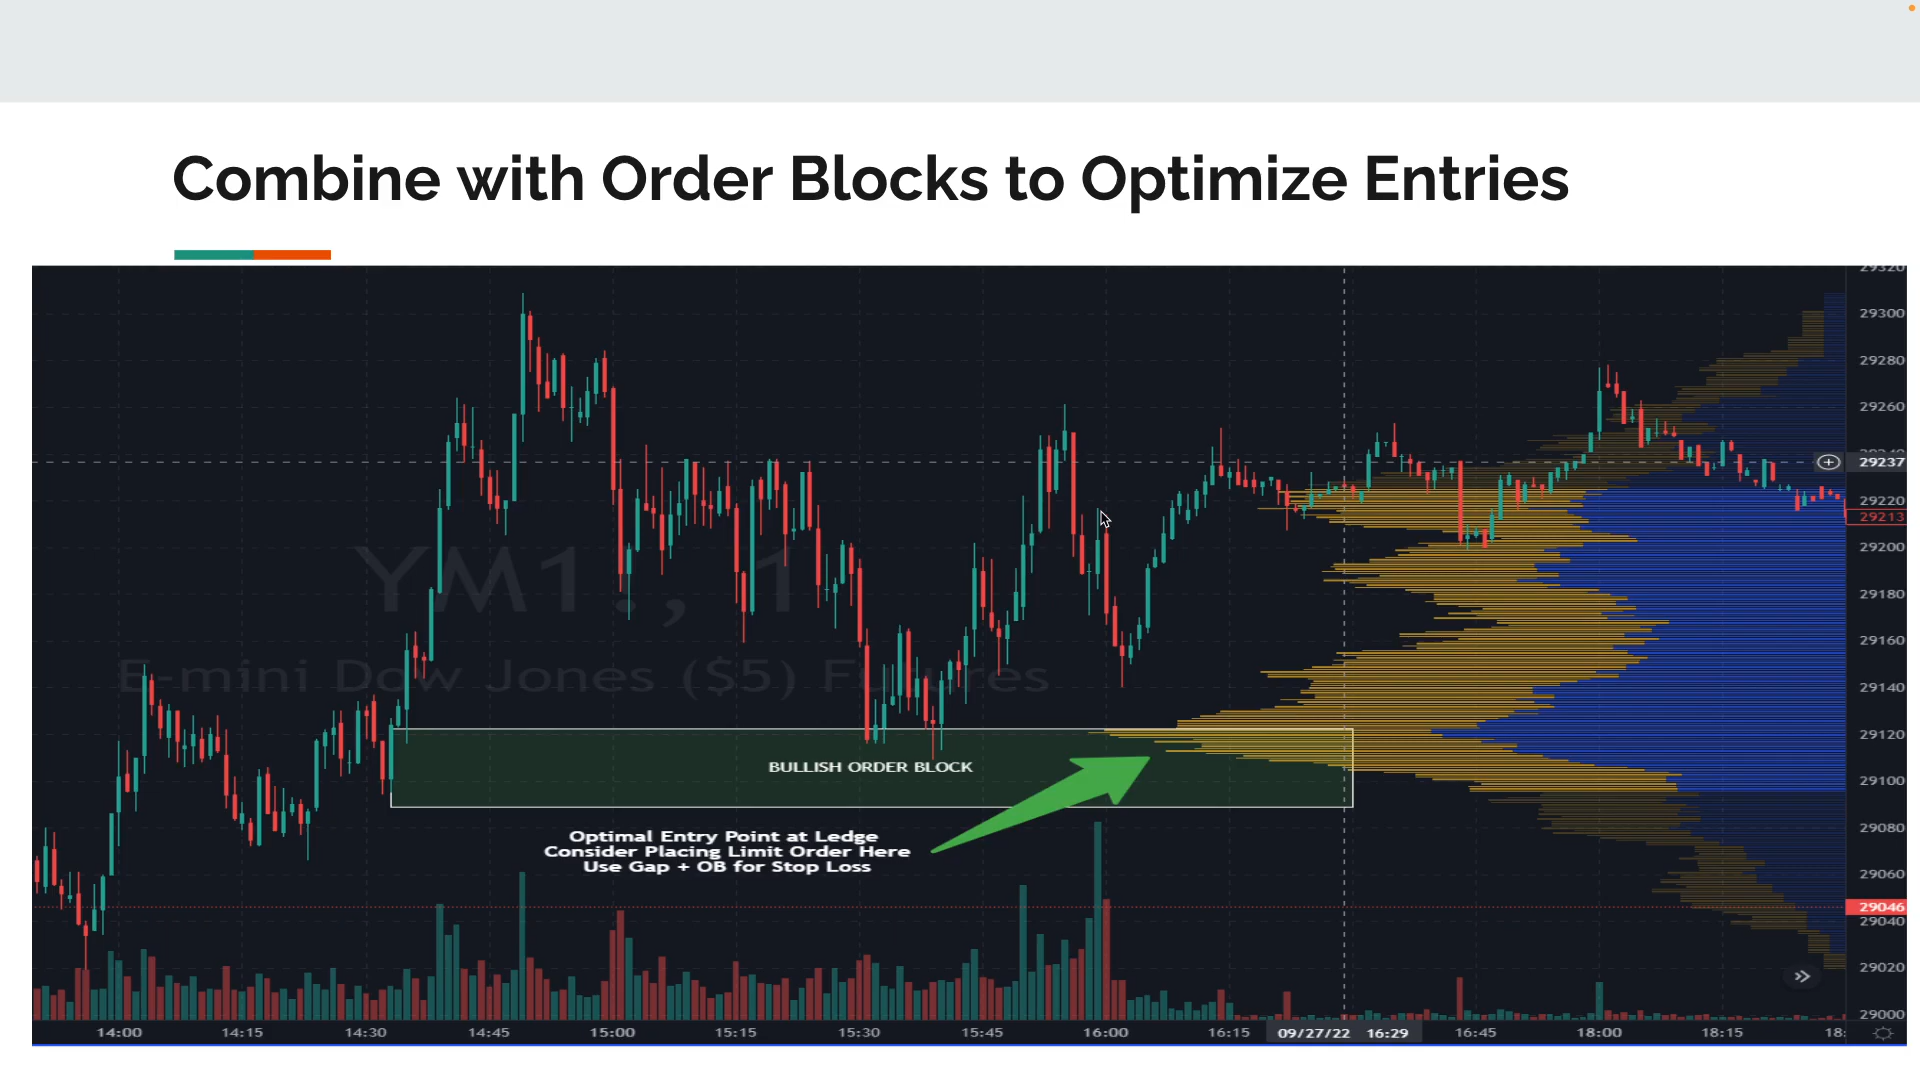 Combine with Order Blocks to Optimize Entries
29320
29300
29280
29260
29237
29220
29213
29200
29180
29160
29140
29120
29100
29080
29060
29046
29040
29020
29000
YM1!, 1
E-mini Dow Jones ($5) Futures
BULLISH ORDER BLOCK
Optimal Entry Point at Ledge
Consider Placing Limit Order Here
Use Gap + OB for Stop Loss
14:00 14:15 14:30 14:45 15:00 15:15 15:30 15:45 16:00 16:15 09/27/22 16:29 16:45 18:00 18:15 18: